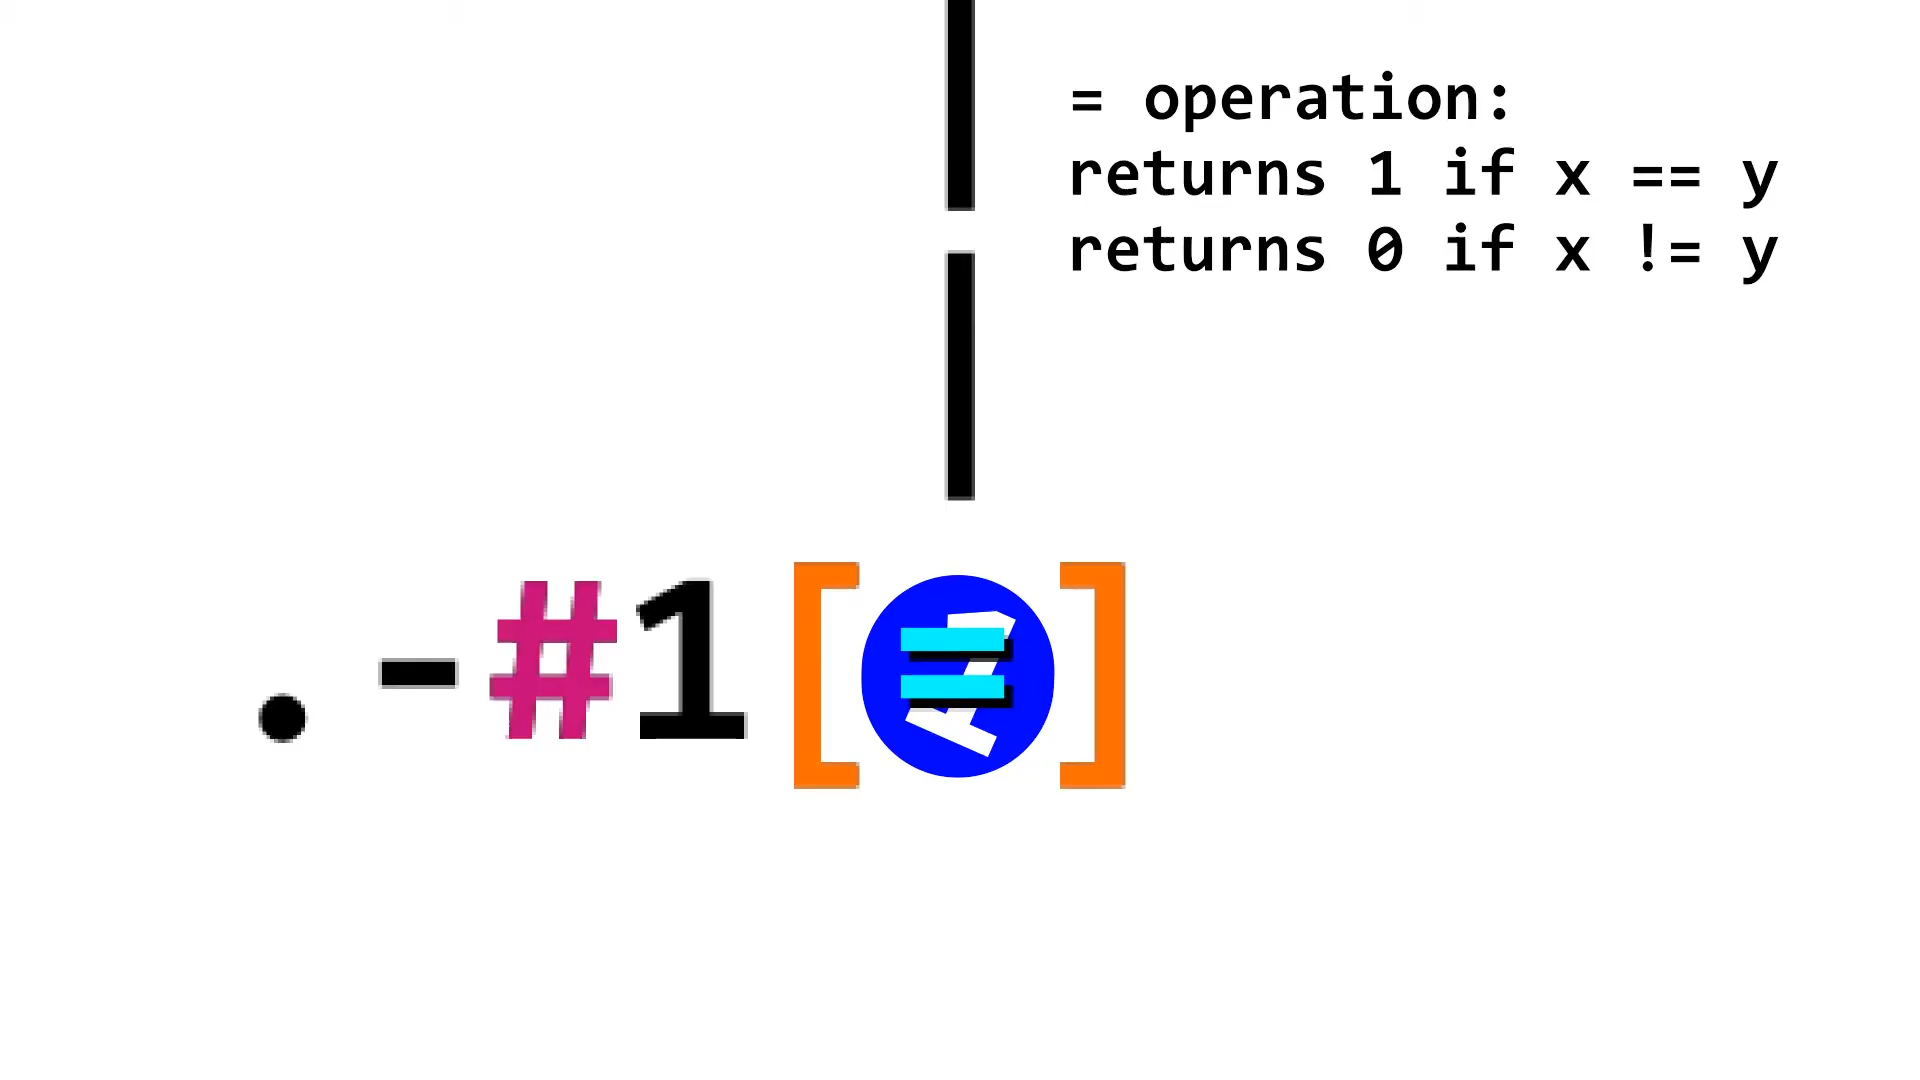 = operation:
returns 1 if x == y
returns 0 if x != y
|
|
.-#1[=]